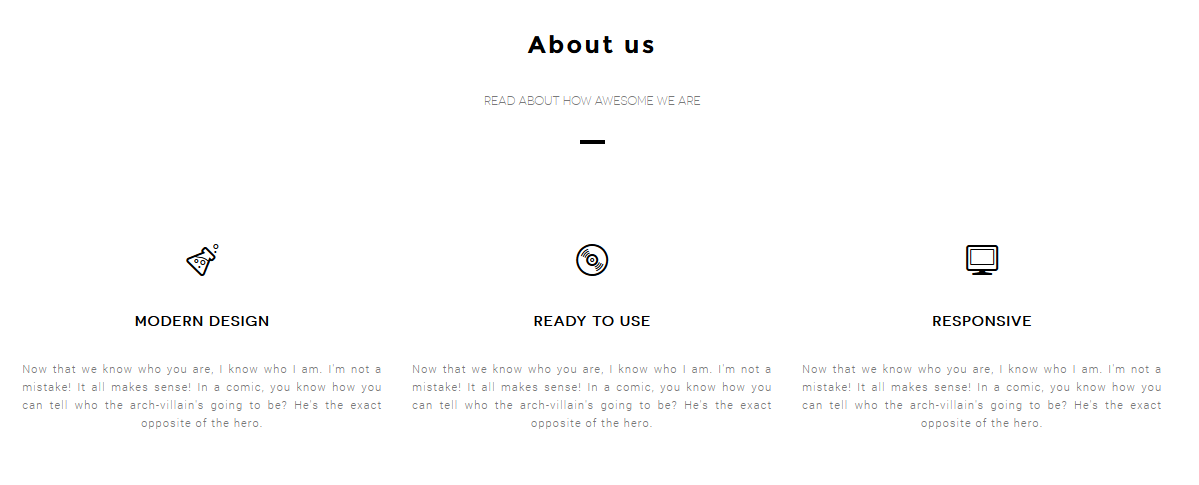 About us
READ ABOUT HOW AWESOME WE ARE
MODERN DESIGN
Now that we know who you are, I know who I am. I'm not a
mistake! It all makes sense! In a comic, you know how you
can tell who the arch-villain's going to be? He's the exact
opposite of the hero.
READY TO USE
Now that we know who you are, I know who I am. I'm not a
mistake! It all makes sense! In a comic, you know how you
can tell who the arch-villain's going to be? He's the exact
opposite of the hero.
RESPONSIVE
Now that we know who you are, I know who I am. I'm not a
mistake! It all makes sense! In a comic, you know how you
can tell who the arch-villain's going to be? He's the exact
opposite of the hero.